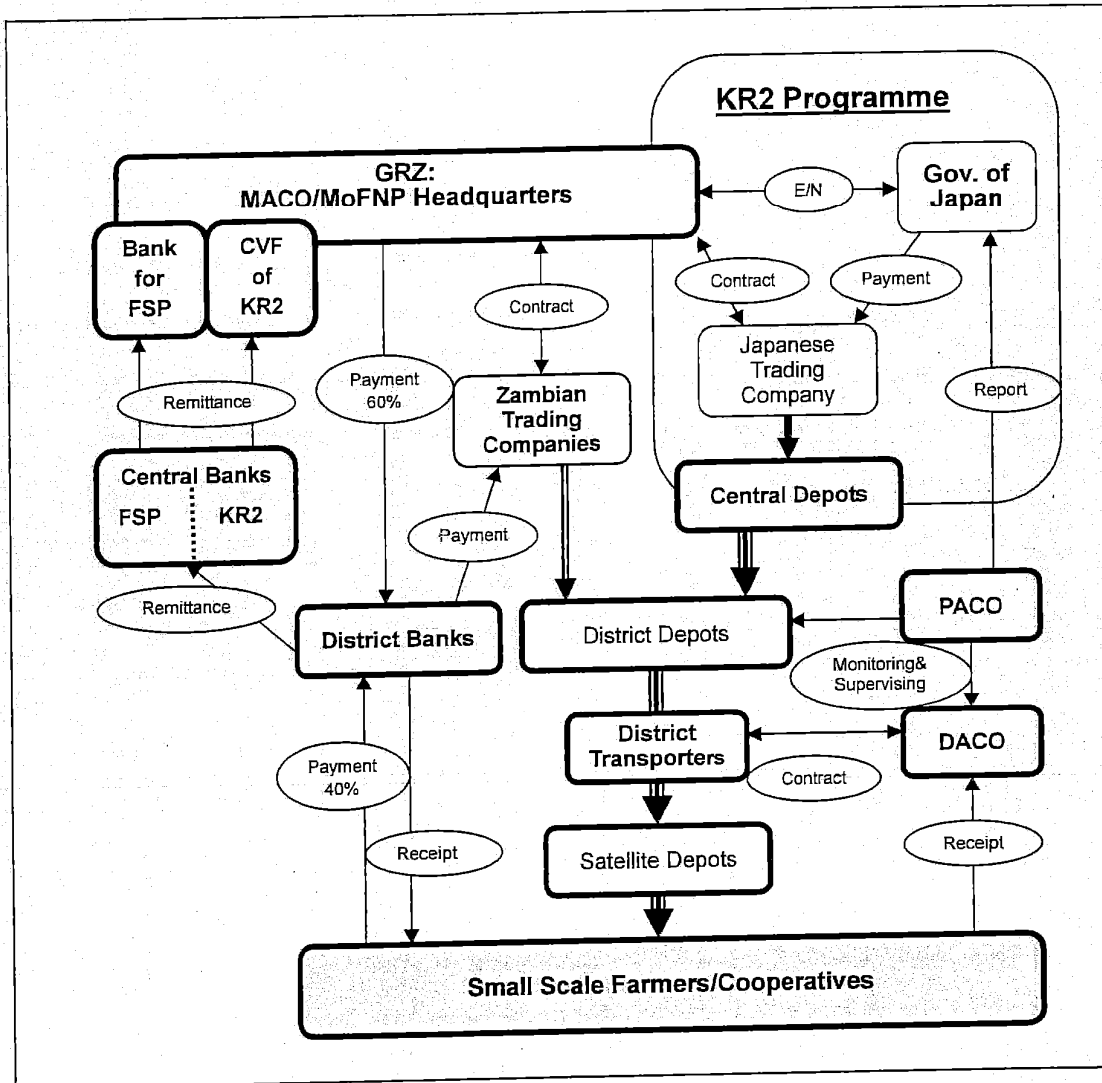 KR2 Programme
GRZ:
MACO/MoFNP Headquarters
E/N
Gov. of
Japan
Bank
for
FSP
CVF
of
KR2
Contract
Contract
Payment
Japanese
Trading
Company
Payment
60%
Zambian
Trading
Companies
Report
Remittance
Central Banks
FSP
KR2
Central Depots
Payment
Remittance
District Banks
District Depots
PACO
Monitoring&
Supervising
District
Transporters
DACO
Payment
40%
Contract
Receipt
Satellite Depots
Receipt
Small Scale Farmers/Cooperatives